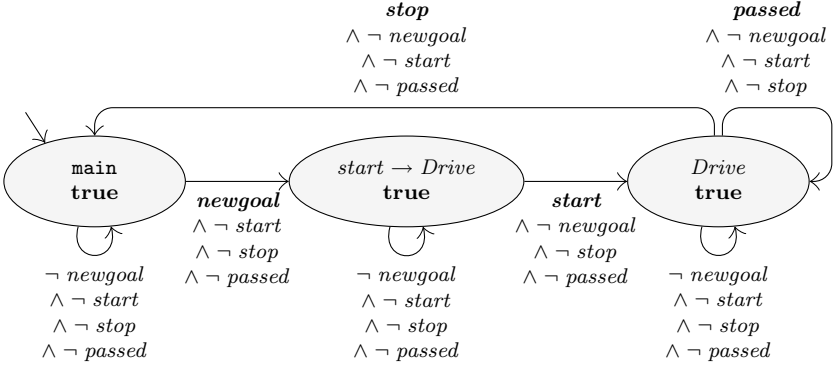 stop
∧ ¬ newgoal
∧ ¬ start
∧ ¬ passed
passed
∧ ¬ newgoal
∧ ¬ start
∧ ¬ stop
main
true
start → Drive
true
Drive
true
newgoal
∧ ¬ start
∧ ¬ stop
∧ ¬ passed
start
∧ ¬ newgoal
∧ ¬ stop
∧ ¬ passed
¬ newgoal
∧ ¬ start
∧ ¬ stop
∧ ¬ passed
¬ newgoal
∧ ¬ start
∧ ¬ stop
∧ ¬ passed
¬ newgoal
∧ ¬ start
∧ ¬ stop
∧ ¬ passed